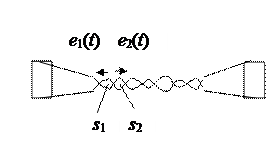 e₁(t) e₂(t)
s₁ s₂